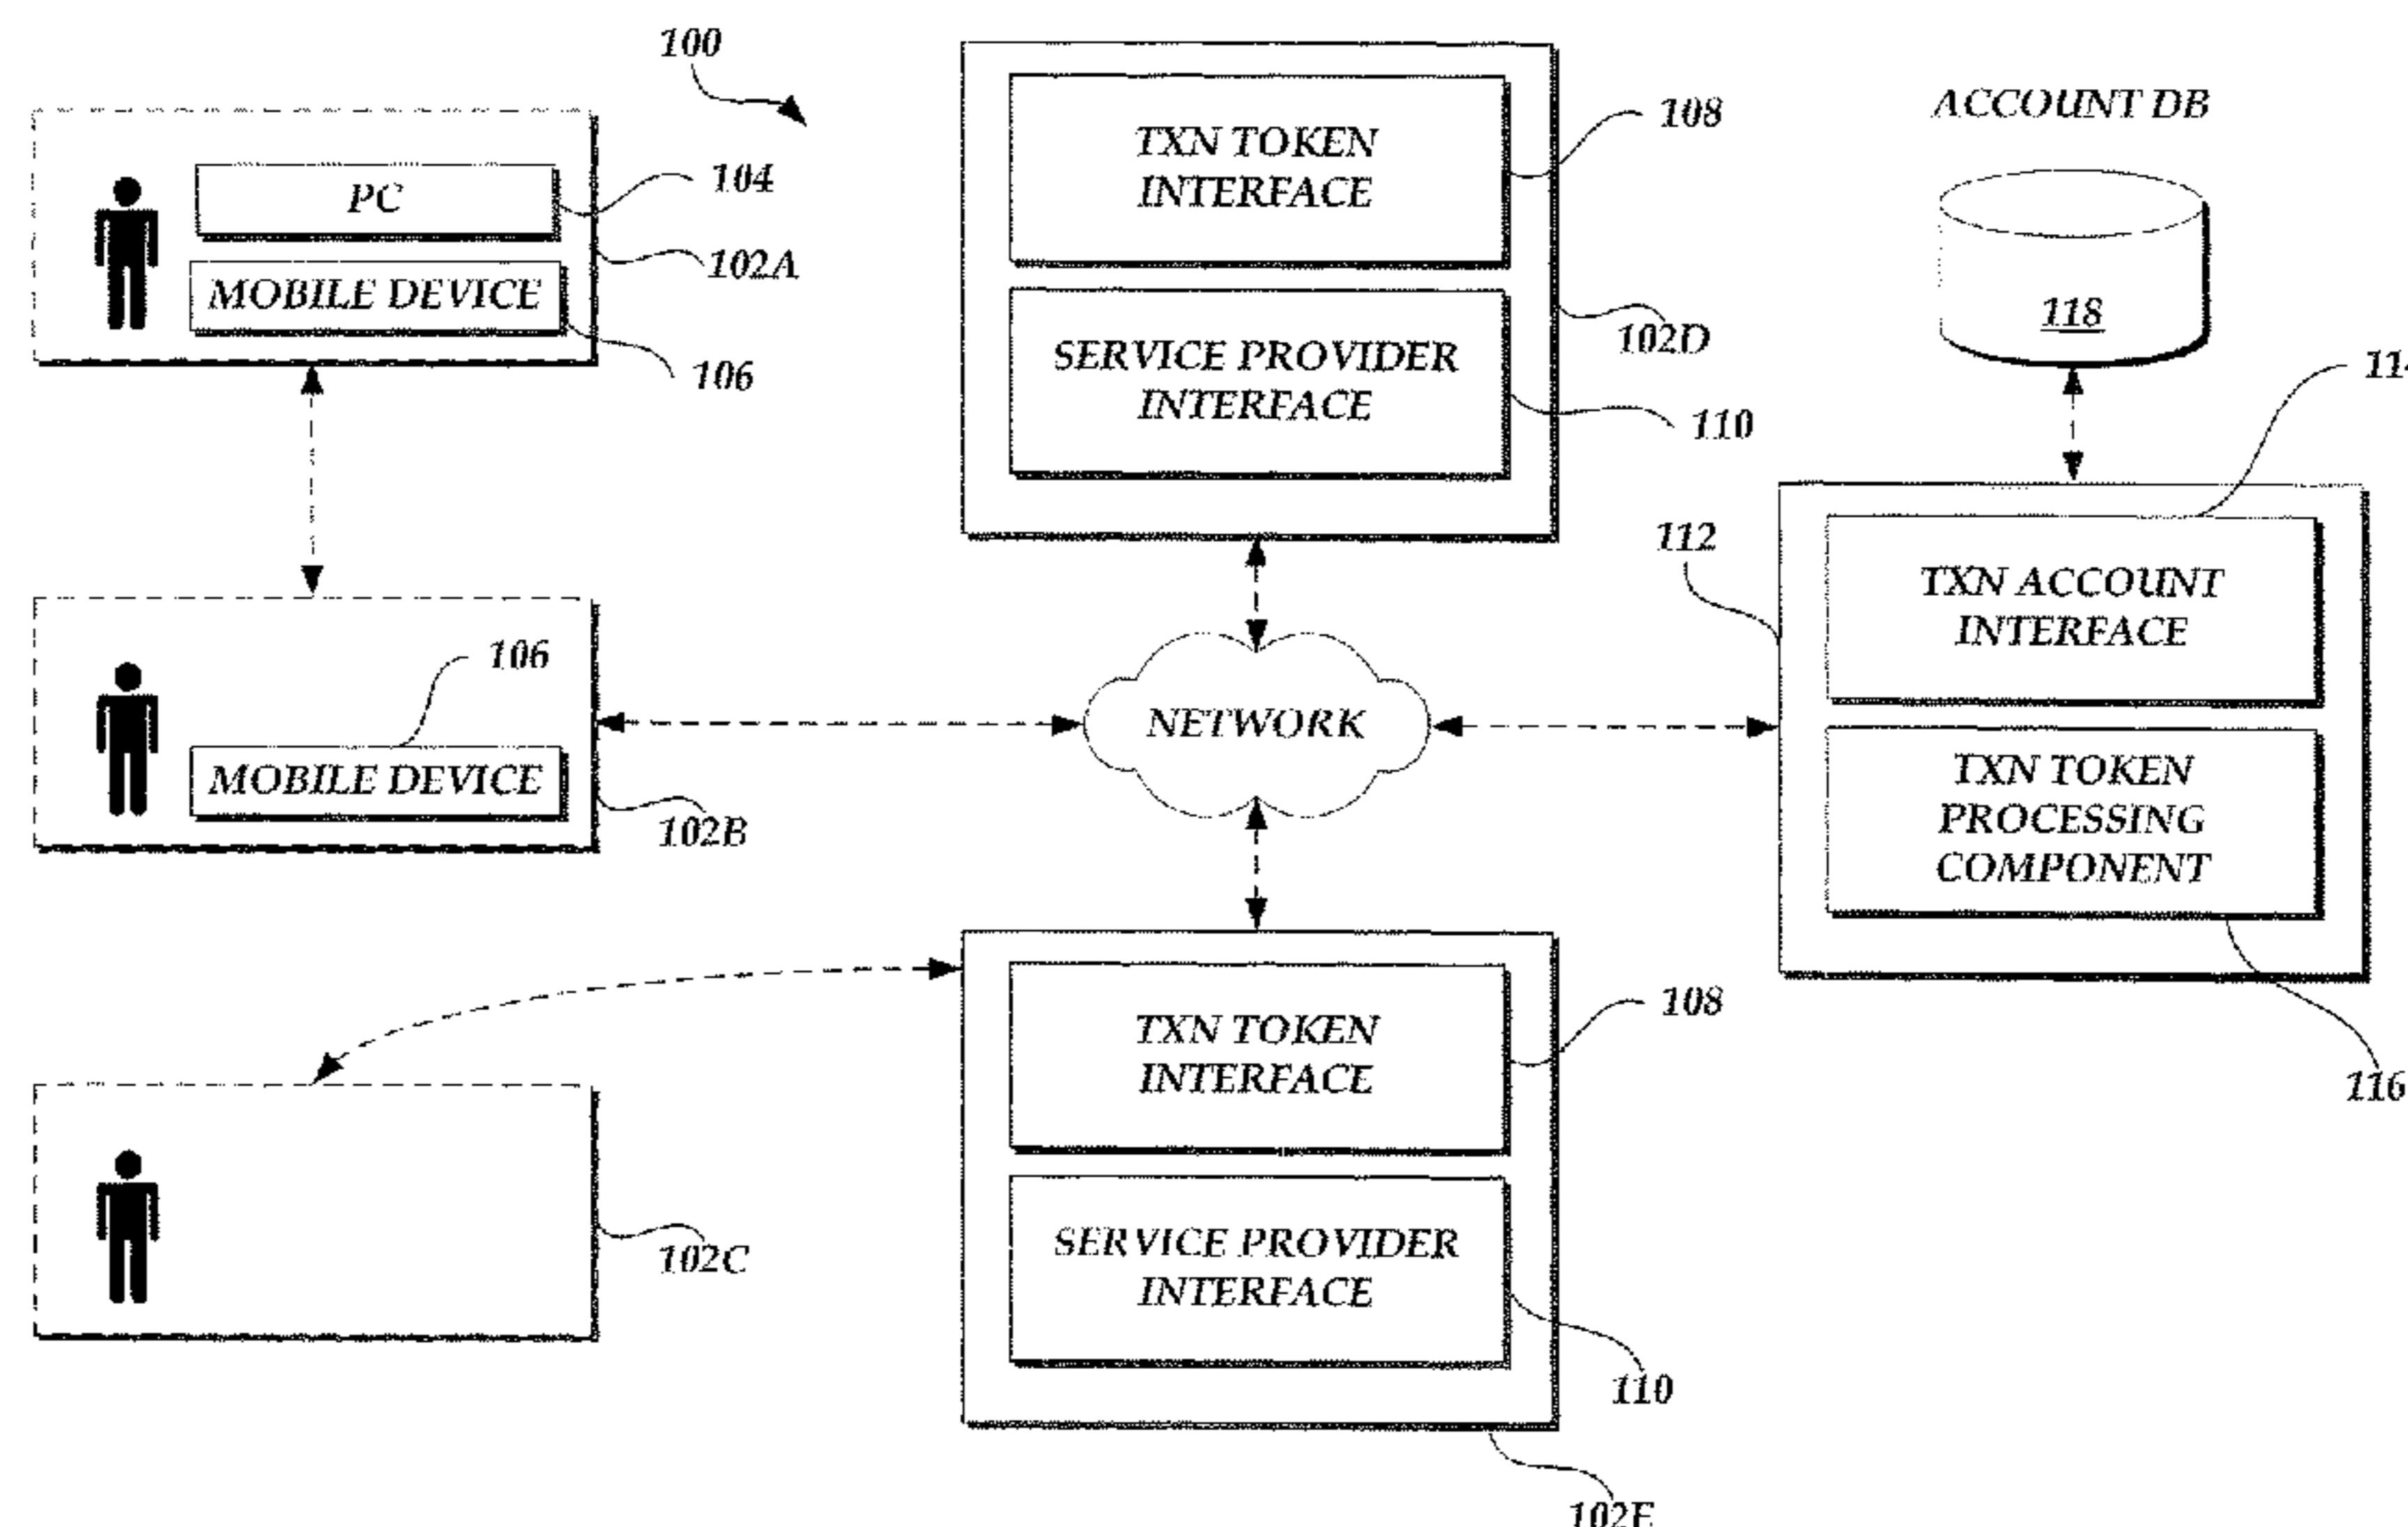 100
PC
104
102A
MOBILE DEVICE
106
TXN TOKEN
INTERFACE
108
SERVICE PROVIDER
INTERFACE
102D
110
ACCOUNT DB
118
112
TXN ACCOUNT
INTERFACE
TXN TOKEN
PROCESSING
COMPONENT
116
106
MOBILE DEVICE
102B
NETWORK
102C
TXN TOKEN
INTERFACE
108
SERVICE PROVIDER
INTERFACE
110
102E